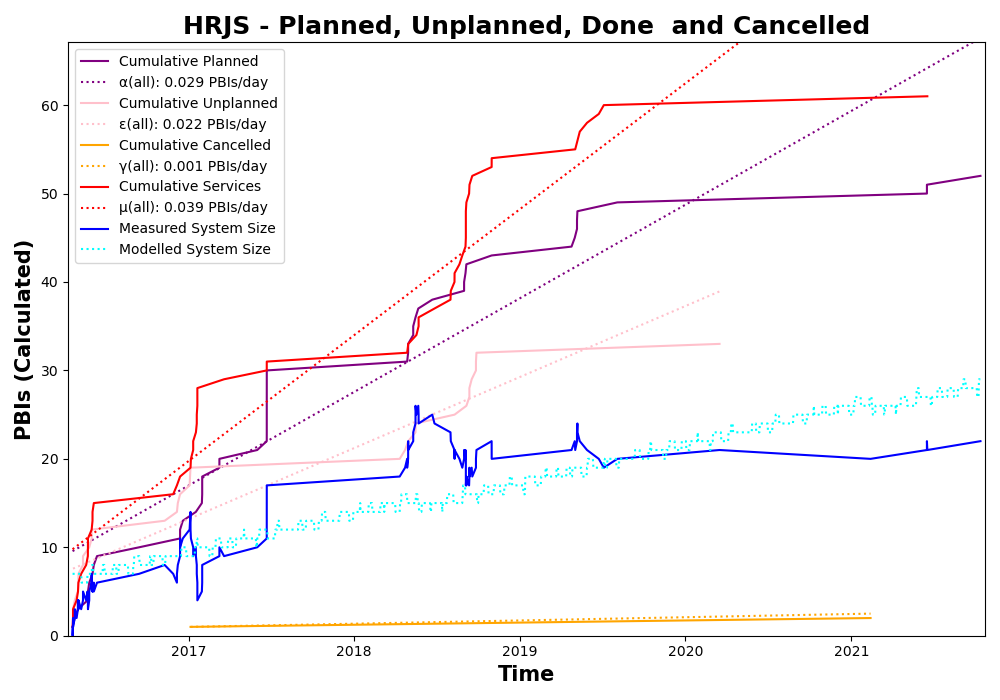 HRJS - Planned, Unplanned, Done  and Cancelled
Cumulative Planned
α(all): 0.029 PBIs/day
Cumulative Unplanned
ε(all): 0.022 PBIs/day
Cumulative Cancelled
γ(all): 0.001 PBIs/day
Cumulative Services
μ(all): 0.039 PBIs/day
Measured System Size
Modelled System Size
PBIs (Calculated)
60
50
40
30
20
10
0
2017
2018
2019
2020
2021
Time